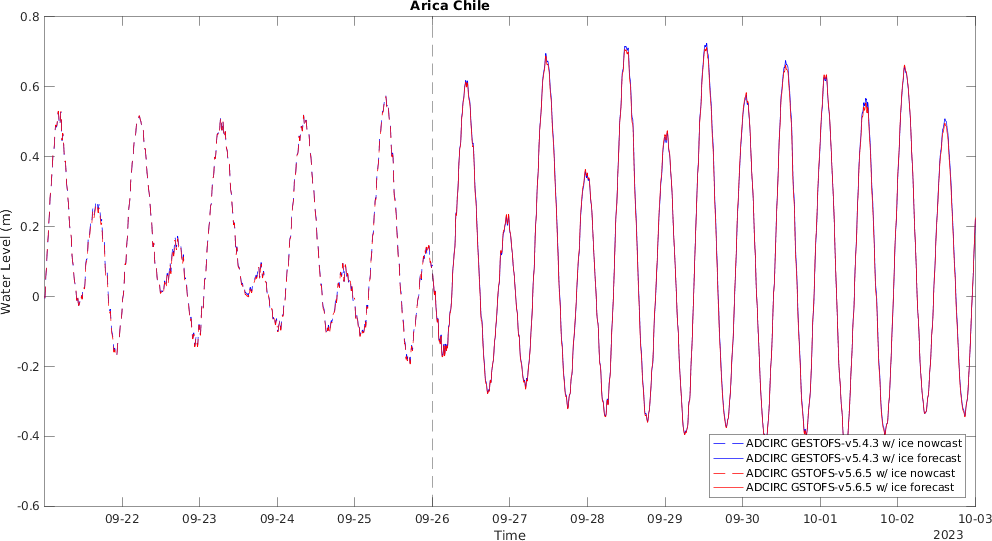 Arica Chile
Water Level (m)
0.8
0.6
0.4
0.2
0
-0.2
-0.4
-0.6
ADCIRC GESTOFS-v5.4.3 w/ ice nowcast
ADCIRC GESTOFS-v5.4.3 w/ ice forecast
ADCIRC GSTOFS-v5.6.5 w/ ice nowcast
ADCIRC GSTOFS-v5.6.5 w/ ice forecast
09-22 09-23 09-24 09-25 09-26 09-27 09-28 09-29 09-30 10-01 10-02 10-03
Time
2023